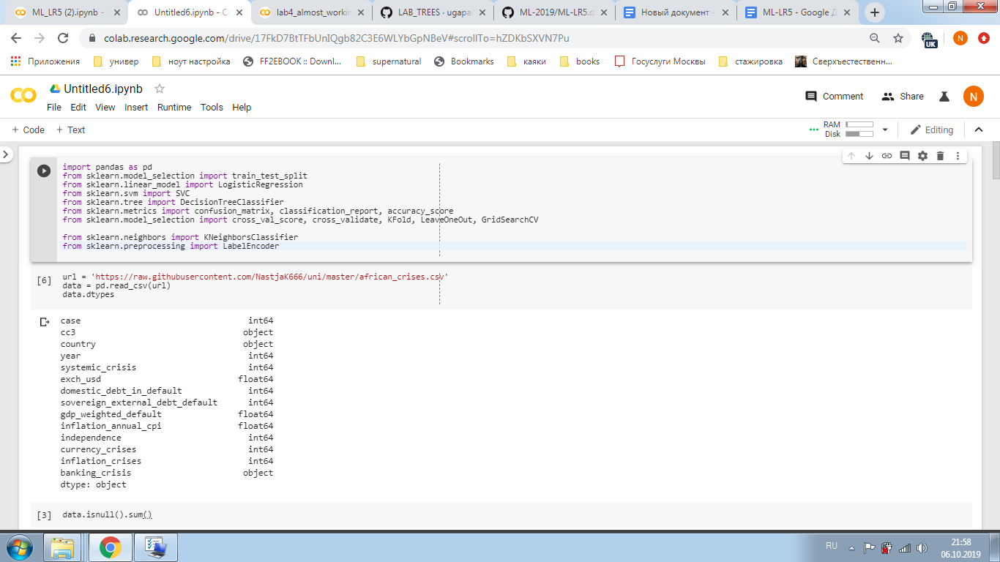 ML_LR5 (2).ipynb -
Untitled6.ipynb - Co
lab4_almost_workin
LAB_TREES · ugapan
ML-2019/ML-LR5.d
Новый документ -
ML-LR5 - Google Д
colab.research.google.com/drive/17FkD7BtTFbUnIQgb82C3E6WLYbGpNBeV#scrollTo=hZDKbSXVN7Pu
UK
N
Приложения
универ
ноут настройка
FF2EBOOK :: Downl...
supernatural
Bookmarks
каяки
books
Госуслуги Москвы
стажировка
Сверхъестественн...
CO
Untitled6.ipynb
File Edit View Insert Runtime Tools Help
Comment
Share
N
+ Code + Text
RAM
Disk
Editing
import pandas as pd
from sklearn.model_selection import train_test_split
from sklearn.linear_model import LogisticRegression
from sklearn.svm import SVC
from sklearn.tree import DecisionTreeClassifier
from sklearn.metrics import confusion_matrix, classification_report, accuracy_score
from sklearn.model_selection import cross_val_score, cross_validate, KFold, LeaveOneOut, GridSearchCV
from sklearn.neighbors import KNeighborsClassifier
from sklearn.preprocessing import LabelEncoder
[6] url = 'https://raw.githubusercontent.com/NastjaK666/uni/master/african_crises.csv'
data = pd.read_csv(url)
data.dtypes
case int64
cc3 object
country object
year int64
systemic_crisis int64
exch_usd float64
domestic_debt_in_default int64
sovereign_external_debt_default int64
gdp_weighted_default float64
inflation_annual_cpi float64
independence int64
currency_crises int64
inflation_crises int64
banking_crisis object
dtype: object
[3] data.isnull().sum()
RU
21:58
06.10.2019